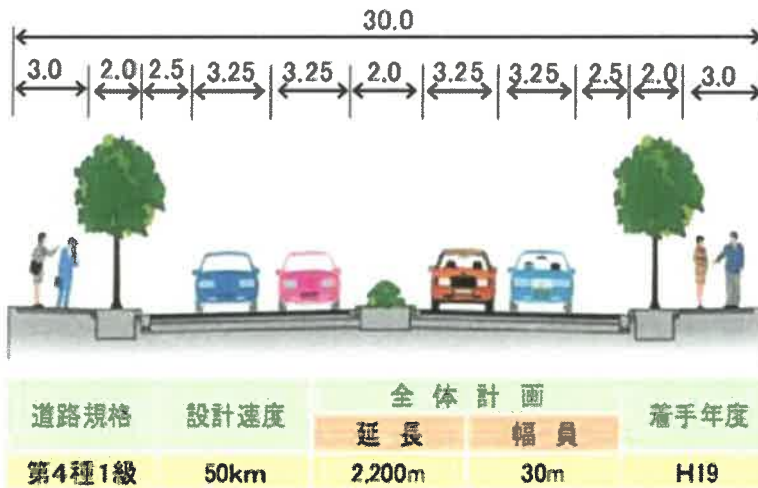 30.0
3.0 2.0 2.5 3.25 3.25 2.0 3.25 3.25 2.5 2.0 3.0
道路規格 設計速度 全体計画 着手年度
延長 幅員
第4種1級 50km 2,200m 30m H19